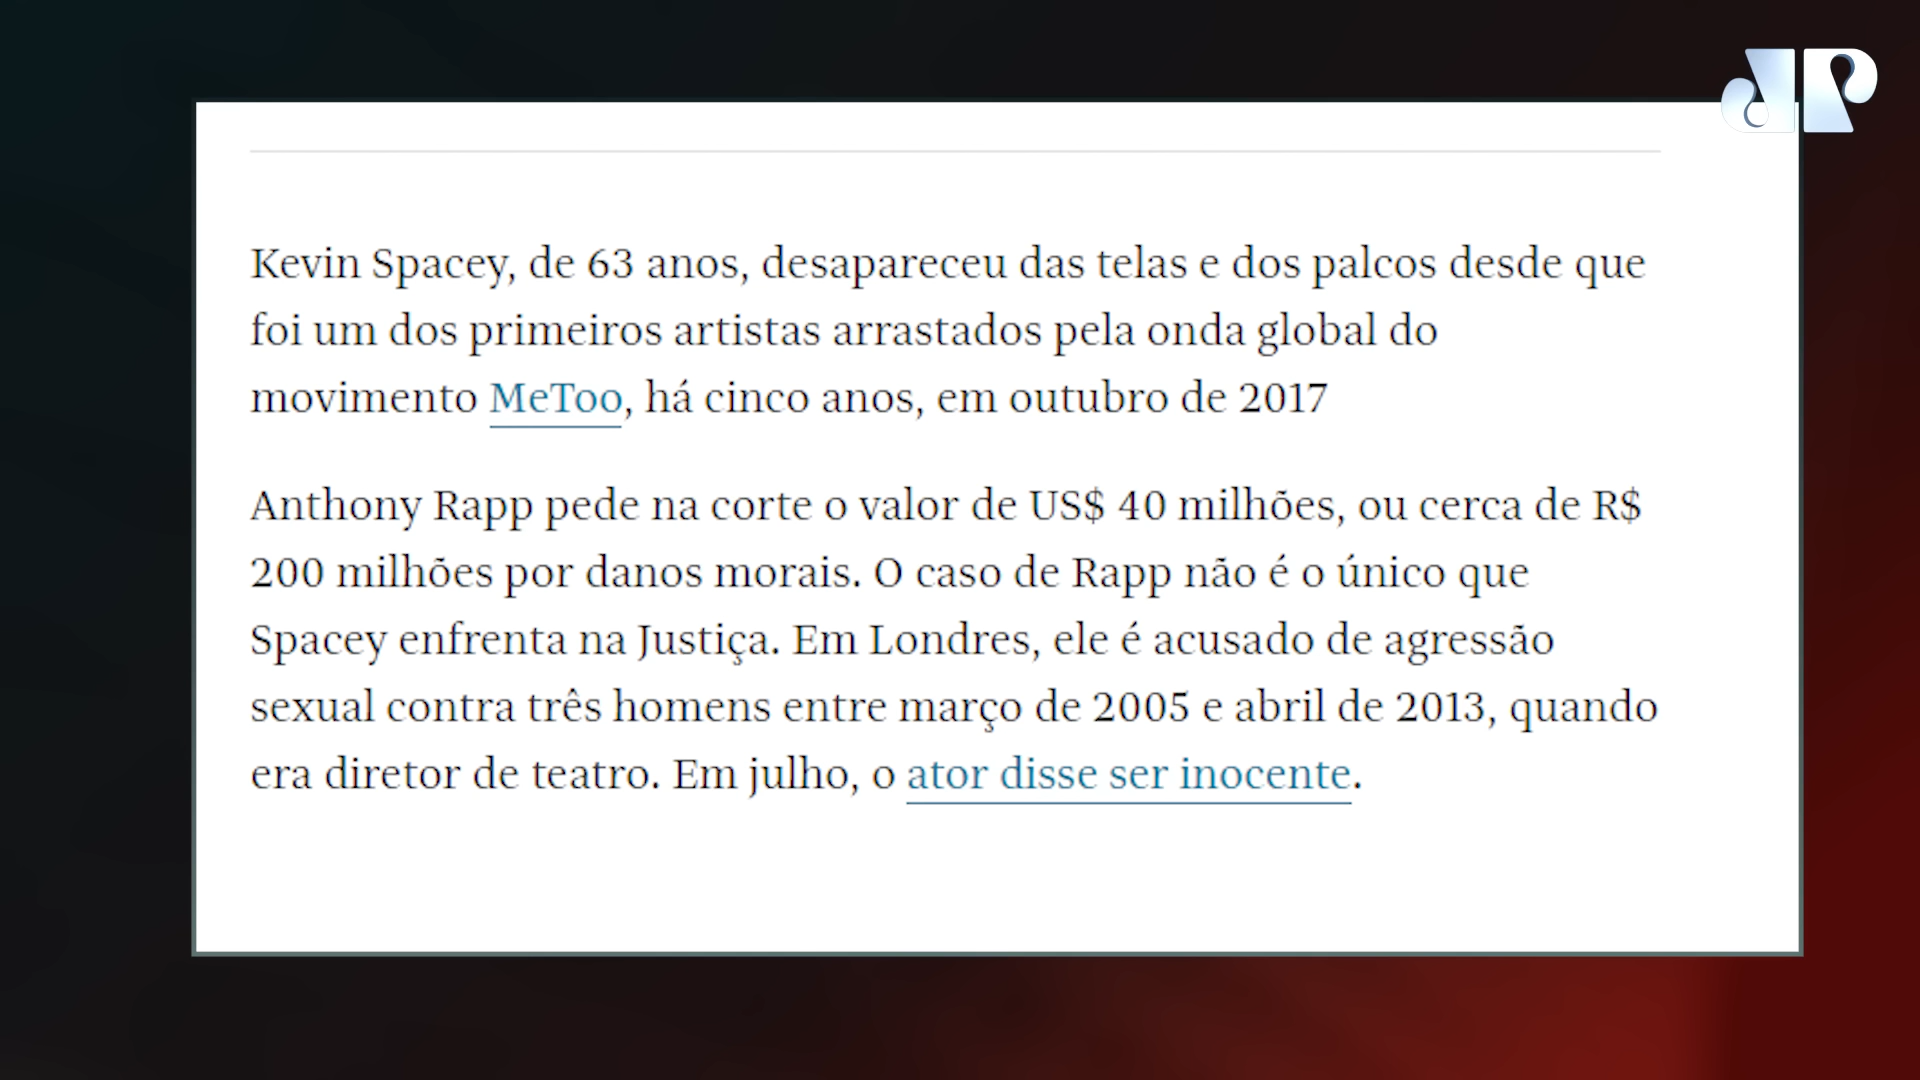 JP
Kevin Spacey, de 63 anos, desapareceu das telas e dos palcos desde que
foi um dos primeiros artistas arrastados pela onda global do
movimento MeToo, há cinco anos, em outubro de 2017
Anthony Rapp pede na corte o valor de US$ 40 milhões, ou cerca de R$
200 milhões por danos morais. O caso de Rapp não é o único que
Spacey enfrenta na Justiça. Em Londres, ele é acusado de agressão
sexual contra três homens entre março de 2005 e abril de 2013, quando
era diretor de teatro. Em julho, o ator disse ser inocente.